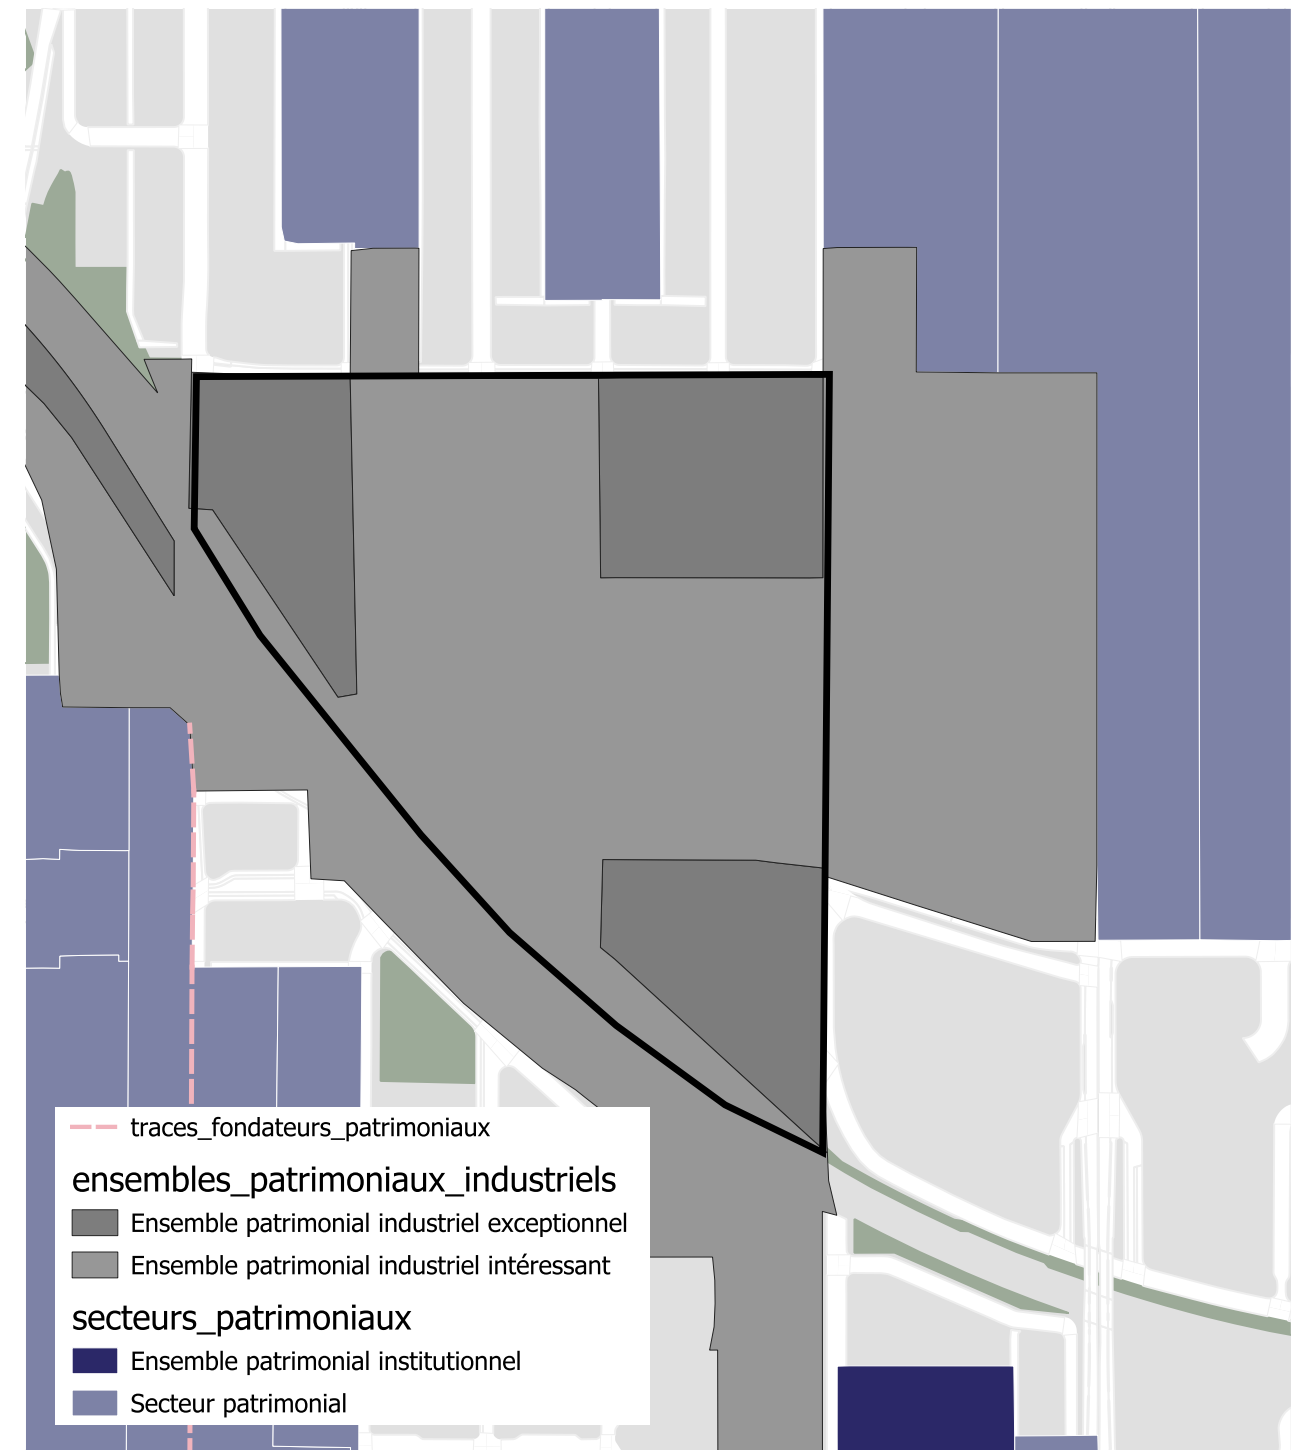 traces_fondateurs_patrimoniaux
ensembles_patrimoniaux_industriels
Ensemble patrimonial industriel exceptionnel
Ensemble patrimonial industriel intéressant
secteurs_patrimoniaux
Ensemble patrimonial institutionnel
Secteur patrimonial